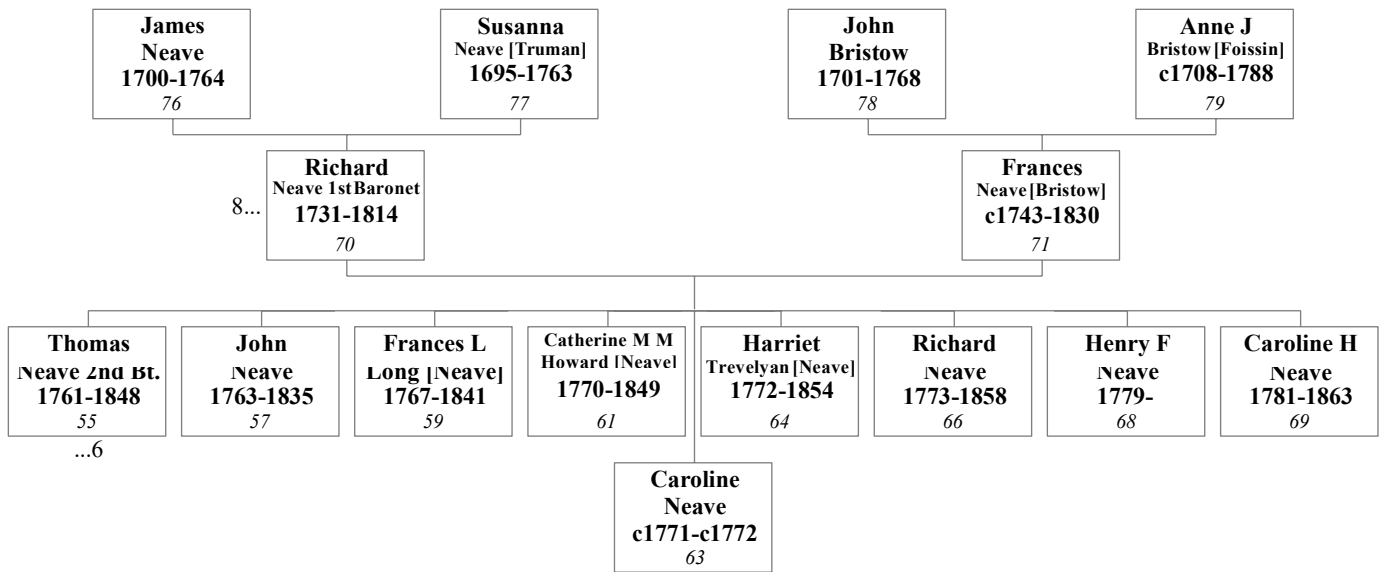 James
Neave
1700-1764
76
Susanna
Neave [Truman]
1695-1763
77
John
Bristow
1701-1768
78
Anne J
Bristow [Foissin]
c1708-1788
79
8...
Richard
Neave 1st Baronet
1731-1814
70
Frances
Neave [Bristow]
c1743-1830
71
Thomas
Neave 2nd Bt.
1761-1848
55
...6
John
Neave
1763-1835
57
Frances L
Long [Neave]
1767-1841
59
Catherine M M
Howard [Neave]
1770-1849
61
Harriet
Trevelyan [Neave]
1772-1854
64
Richard
Neave
1773-1858
66
Henry F
Neave
1779-
68
Caroline H
Neave
1781-1863
69
Caroline
Neave
c1771-c1772
63